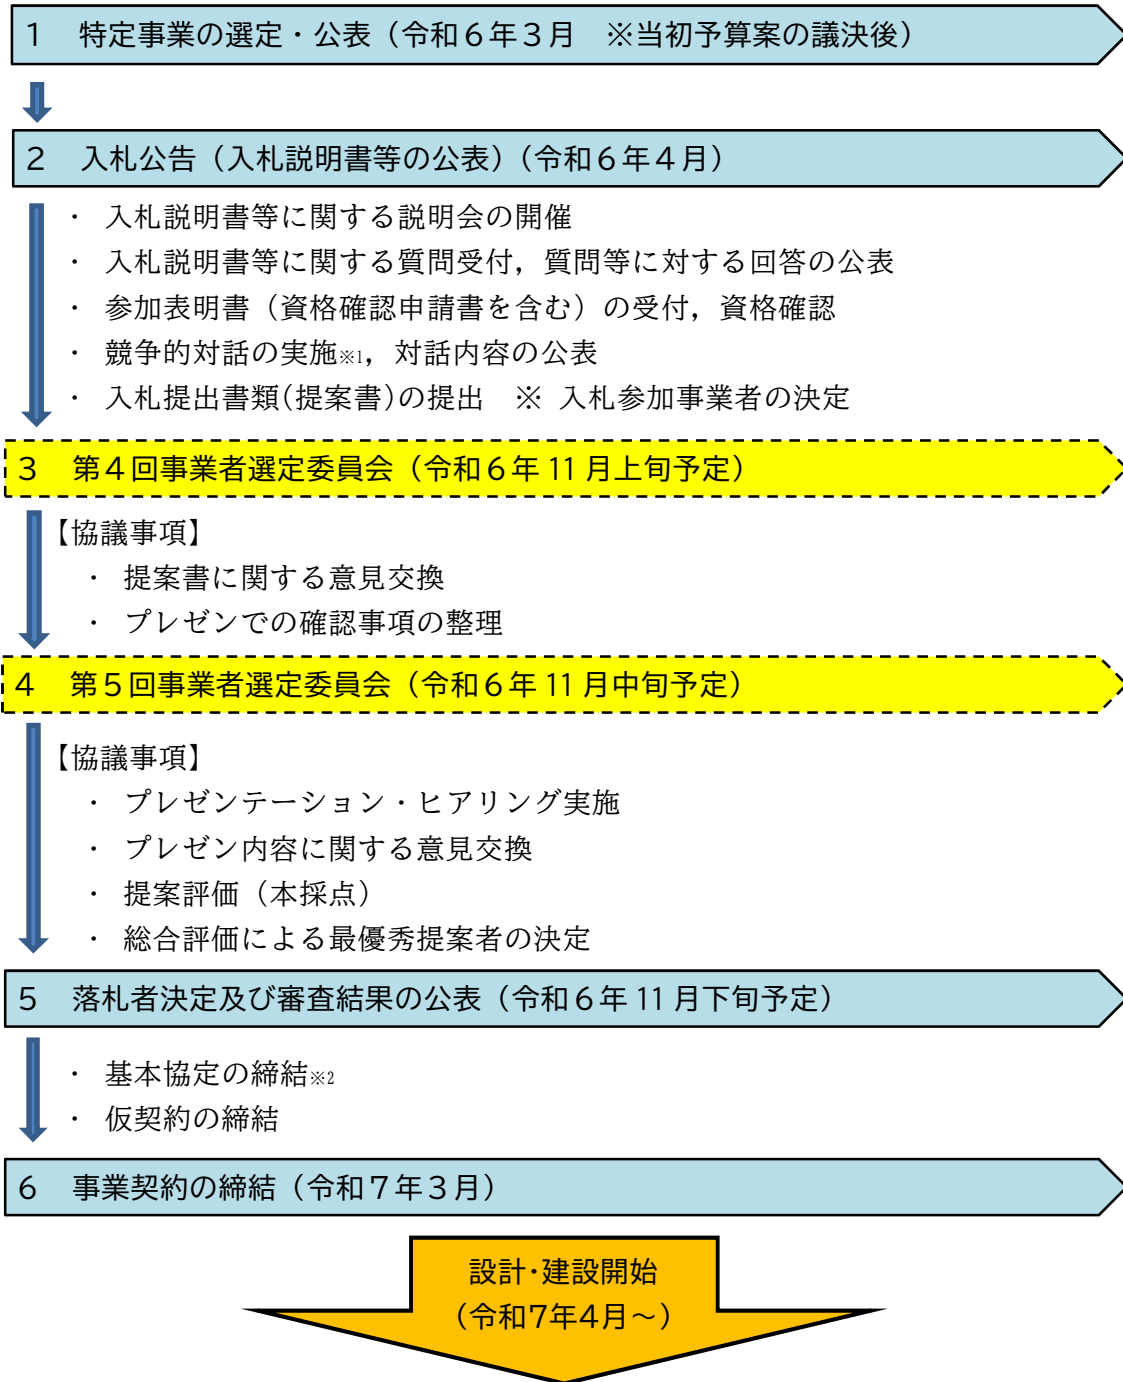 １　特定事業の選定・公表（令和６年３月　※当初予算案の議決後）
２　入札公告（入札説明書等の公表）（令和６年４月）
・ 入札説明書等に関する説明会の開催
・ 入札説明書等に関する質問受付，質問等に対する回答の公表
・ 参加表明書（資格確認申請書を含む）の受付，資格確認
・ 競争的対話の実施※1，対話内容の公表
・ 入札提出書類(提案書)の提出　※ 入札参加事業者の決定
３　第４回事業者選定委員会（令和６年 11 月上旬予定）
【協議事項】
・ 提案書に関する意見交換
・ プレゼンでの確認事項の整理
４　第５回事業者選定委員会（令和６年 11 月中旬予定）
【協議事項】
・ プレゼンテーション・ヒアリング実施
・ プレゼン内容に関する意見交換
・ 提案評価（本採点）
・ 総合評価による最優秀提案者の決定
５　落札者決定及び審査結果の公表（令和６年 11 月下旬予定）
・ 基本協定の締結※2
・ 仮契約の締結
６　事業契約の締結（令和７年３月）
設計・建設開始
（令和7年4月～）